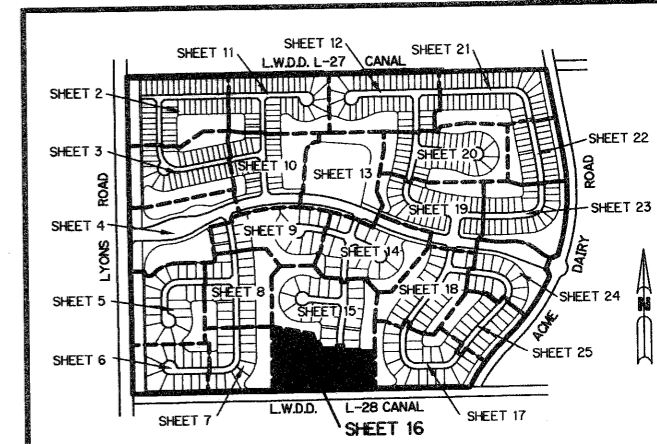 SHEET 11
SHEET 12
SHEET 21
L.W.D.D. L-27 CANAL
SHEET 2
SHEET 22
SHEET 3
SHEET 10
SHEET 13
SHEET 20
LYONS ROAD
ROAD
SHEET 4
SHEET 9
SHEET 19
SHEET 23
SHEET 14
DAIRY
SHEET 5
SHEET 8
SHEET 15
SHEET 18
SHEET 24
ACME
N
SHEET 6
SHEET 25
SHEET 7
L.W.D.D. L-28 CANAL
SHEET 17
SHEET 16